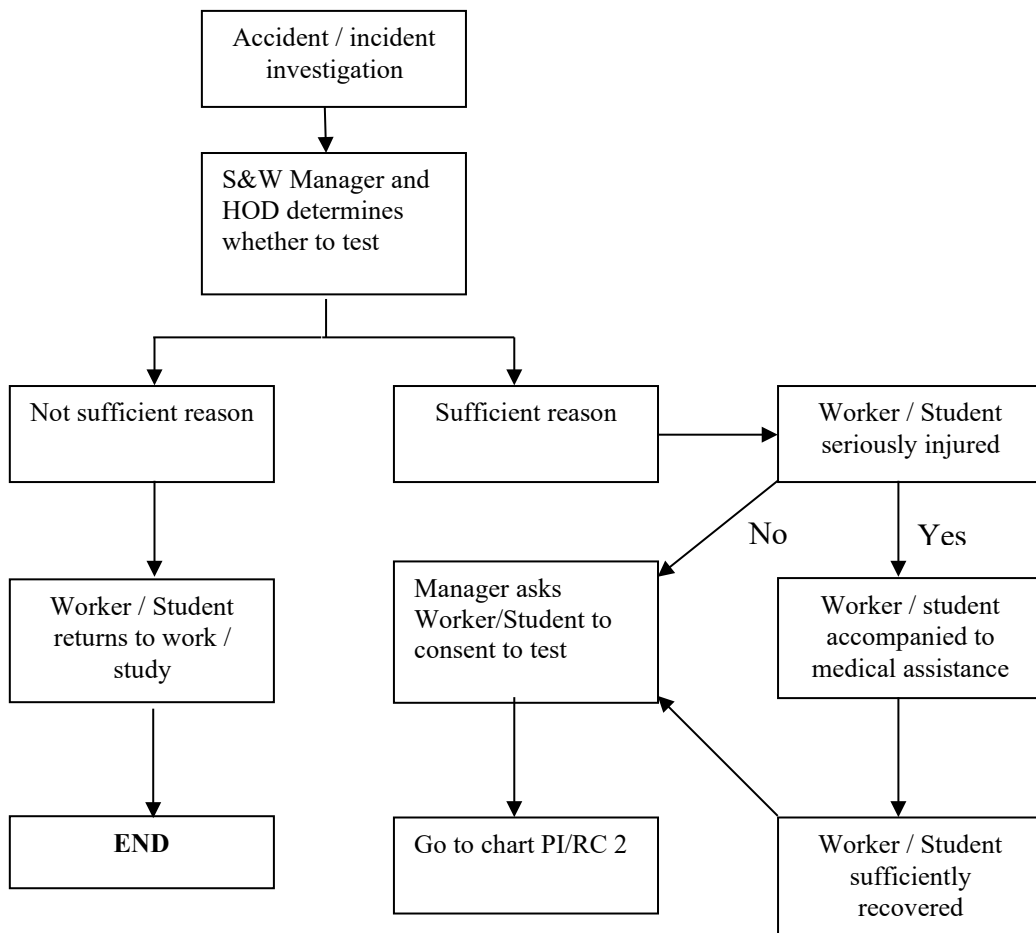 Accident / incident
investigation
S&W Manager and
HOD determines
whether to test
Not sufficient reason
Sufficient reason
Worker / Student
seriously injured
No
Yes
Worker / Student
returns to work /
study
Manager asks
Worker/Student to
consent to test
Worker / student
accompanied to
medical assistance
END
Go to chart PI/RC 2
Worker / Student
sufficiently
recovered